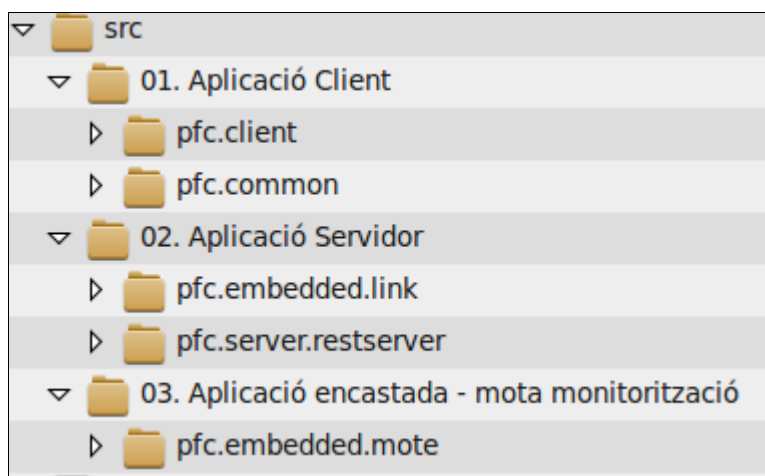 src
01. Aplicació Client
pfc.client
pfc.common
02. Aplicació Servidor
pfc.embedded.link
pfc.server.restserver
03. Aplicació encastada - mota monitorització
pfc.embedded.mote